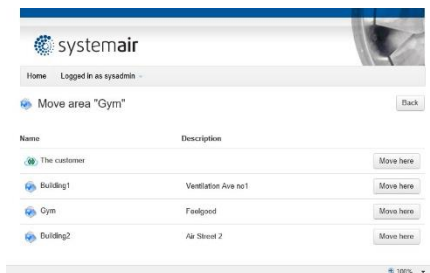 systemair
Home Logged in as sysadmin
Move area "Gym" Back
Name Description
The customer Move here
Building1 Ventilation Ave no1 Move here
Gym Feelgood Move here
Building2 Air Street 2 Move here
100%